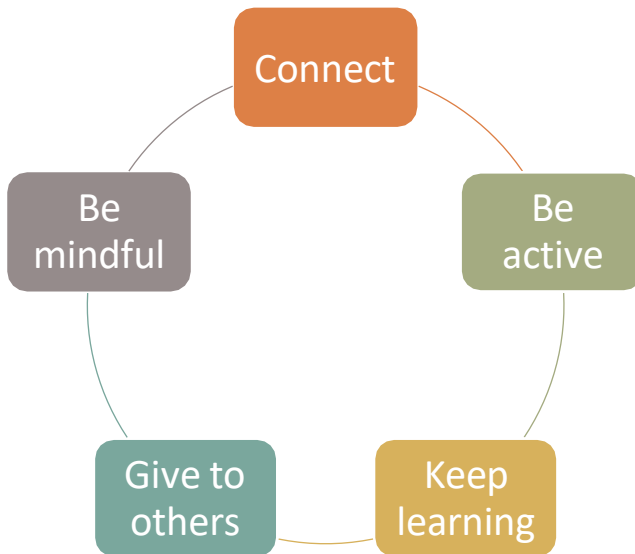 Connect
Be
active
Keep
learning
Give to
others
Be
mindful